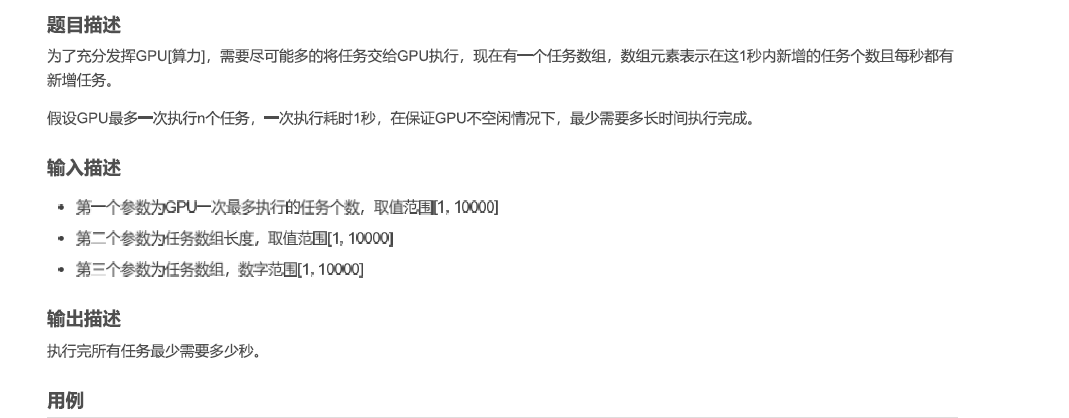 题目描述
为了充分发挥GPU[算力]，需要尽可能多的将任务交给GPU执行，现在有一个任务数组，数组元素表示在这1秒内新增的任务个数且每秒都有
新增任务。
假设GPU最多一次执行n个任务，一次执行耗时1秒，在保证GPU不空闲情况下，最少需要多长时间执行完成。
输入描述
• 第一个参数为GPU一次最多执行的任务个数，取值范围[1, 10000]
• 第二个参数为任务数组长度，取值范围[1, 10000]
• 第三个参数为任务数组，数字范围[1, 10000]
输出描述
执行完所有任务最少需要多少秒。
用例